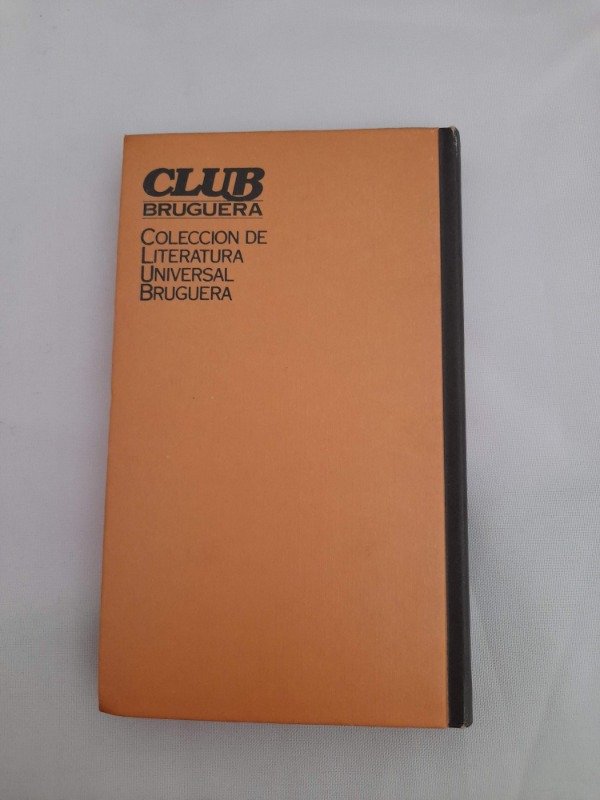 CLUB
BRUGUERA
COLECCION DE
LITERATURA
UNIVERSAL
BRUGUERA